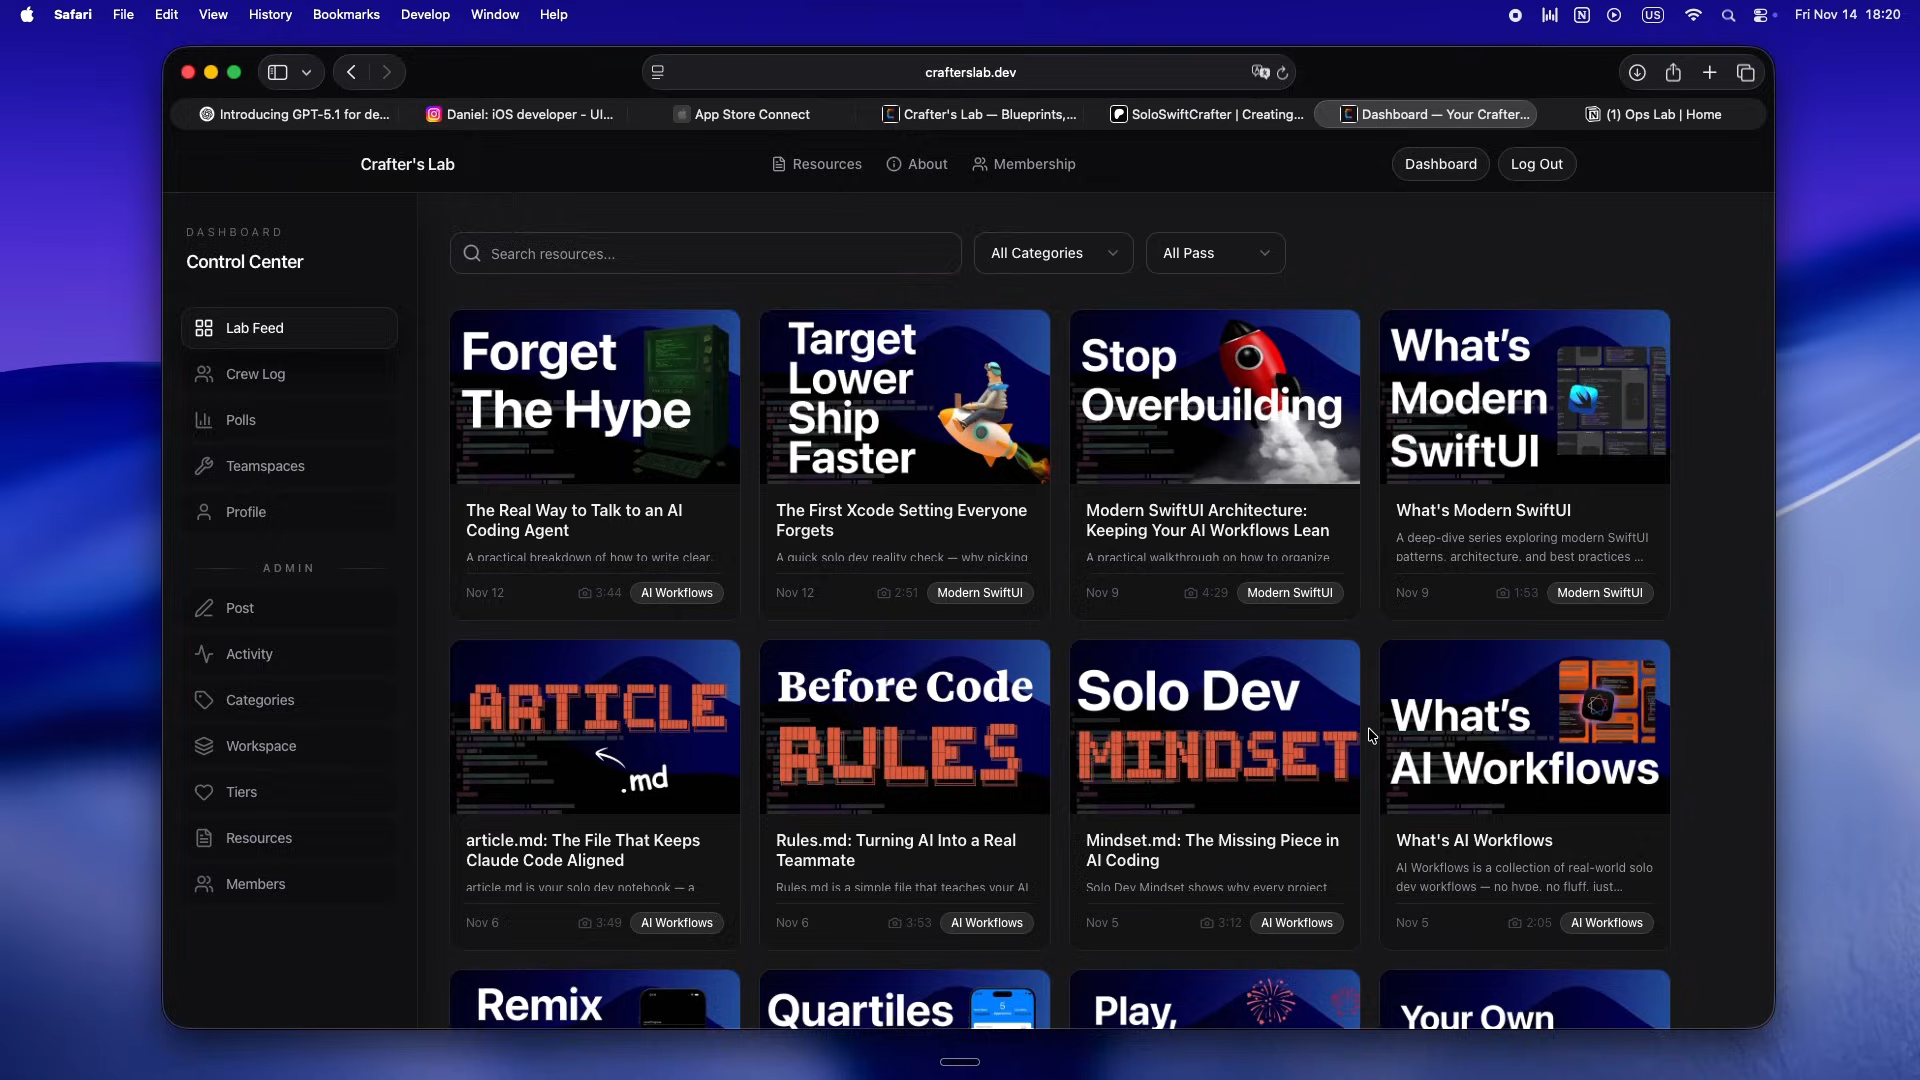 Safari File Edit View History Bookmarks Develop Window Help
US Fri Nov 14 18:20
crafterslab.dev
Introducing GPT-5.1 for de...
Daniel: iOS developer - UI...
App Store Connect
Crafter's Lab — Blueprints,...
SoloSwiftCrafter | Creating...
Dashboard — Your Crafter...
(1) Ops Lab | Home
Crafter's Lab
Resources
About
Membership
Dashboard
Log Out
DASHBOARD
Control Center
Lab Feed
Crew Log
Polls
Teamspaces
Profile
ADMIN
Post
Activity
Categories
Workspace
Tiers
Resources
Members
Search resources...
All Categories
All Pass
Forget
The Hype
The Real Way to Talk to an AI
Coding Agent
A practical breakdown of how to write clear...
Nov 12 3:44 AI Workflows
Target
Lower
Ship
Faster
The First Xcode Setting Everyone
Forgets
A quick solo dev reality check — why picking
Nov 12 2:51 Modern SwiftUI
Stop
Overbuilding
Modern SwiftUI Architecture:
Keeping Your AI Workflows Lean
A practical walkthrough on how to organize
Nov 9 4:29 Modern SwiftUI
What's
Modern
SwiftUI
What's Modern SwiftUI
A deep-dive series exploring modern SwiftUI
patterns, architecture, and best practices ...
Nov 9 1:53 Modern SwiftUI
ARTICLE
.md
article.md: The File That Keeps
Claude Code Aligned
article.md is your solo dev notebook — a
Nov 6 3:49 AI Workflows
Before Code
RULES
Rules.md: Turning AI Into a Real
Teammate
Rules.md is a simple file that teaches your AI
Nov 6 3:53 AI Workflows
Solo Dev
MINDSET
Mindset.md: The Missing Piece in
AI Coding
Solo Dev Mindset shows why every project
Nov 5 3:12 AI Workflows
What's
AI Workflows
What's AI Workflows
AI Workflows is a collection of real-world solo
dev workflows — no hype, no fluff, just...
Nov 5 2:05 AI Workflows
Remix
Quartiles
Play,
Your Own